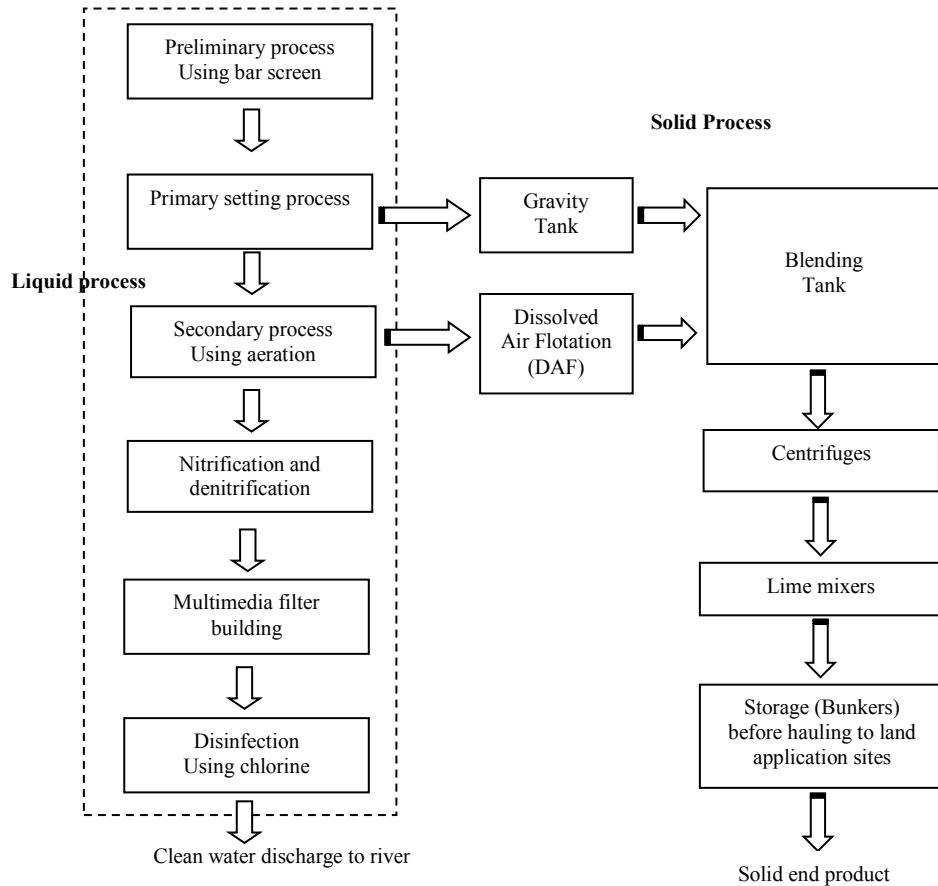 Preliminary process
Using bar screen
Solid Process
Primary setting process
Gravity
Tank
Blending
Tank
Liquid process
Secondary process
Using aeration
Dissolved
Air Flotation
(DAF)
Nitrification and
denitrification
Centrifuges
Multimedia filter
building
Lime mixers
Disinfection
Using chlorine
Storage (Bunkers)
before hauling to land
application sites
Clean water discharge to river
Solid end product